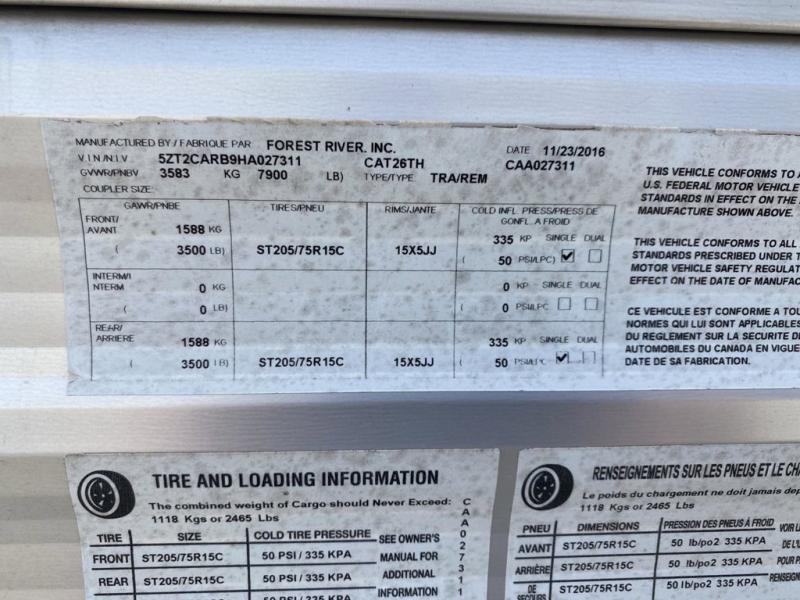 MANUFACTURED BY / FABRIQUE PAR FOREST RIVER, INC. DATE 11/23/2016
V I N / N.I.V 5ZT2CARB9HA027311 CAT26TH CAA027311
GVWR/PNBV 3583 KG 7900 LB) TYPE/TYPE TRA/REM
COUPLER SIZE:
GAWR/PNBE TIRES/PNEU RIMS/JANTE COLD INFL. PRESS/PRESS DE GONFL. A FROID
FRONT/ AVANT 1588 KG 335 KP SINGLE DUAL
( 3500 LB) ST205/75R15C 15X5JJ ( 50 PSI/LPC)
INTERM/I NTERM 0 KG 0 KP SINGLE DUAL
( 0 LB) ( 0 PSI/LPC
REAR/ ARRIERE 1588 KG 335 KP SINGLE DUAL
( 3500 LB) ST205/75R15C 15X5JJ ( 50 PSI/LPC
THIS VEHICLE CONFORMS TO
U.S. FEDERAL MOTOR VEHICLE
STANDARDS IN EFFECT ON THE
MANUFACTURE SHOWN ABOVE.
THIS VEHICLE CONFORMS TO ALL
STANDARDS PRESCRIBED UNDER
MOTOR VEHICLE SAFETY
EFFECT ON THE DATE OF
CE VEHICULE EST CONFORME A
NORMES QUI LUI SONT APPLICABLES
DU REGLEMENT SUR LA SECURITE
AUTOMOBILES DU CANADA EN
DATE DE SA FABRICATION.
TIRE AND LOADING INFORMATION
The combined weight of Cargo should Never Exceed:
1118 Kgs or 2465 Lbs
TIRE SIZE COLD TIRE PRESSURE SEE OWNER'S
FRONT ST205/75R15C 50 PSI / 335 KPA MANUAL FOR
REAR ST205/75R15C 50 PSI / 335 KPA ADDITIONAL
INFORMATION
CAA027311
RENSEIGNEMENTS SUR LES PNEUS ET LE
Le poids du chargement ne doit jamais
1118 Kgs or 2465 Lbs
PNEU DIMENSIONS PRESSION DES PNEUS À FROID VOIR
AVANT ST205/75R15C 50 lb/po2 335 KPA
ARRIÈRE ST205/75R15C 50 lb/po2 335 KPA
DE SECOURS ST205/75R15C 50 lb/po2 335 KPA